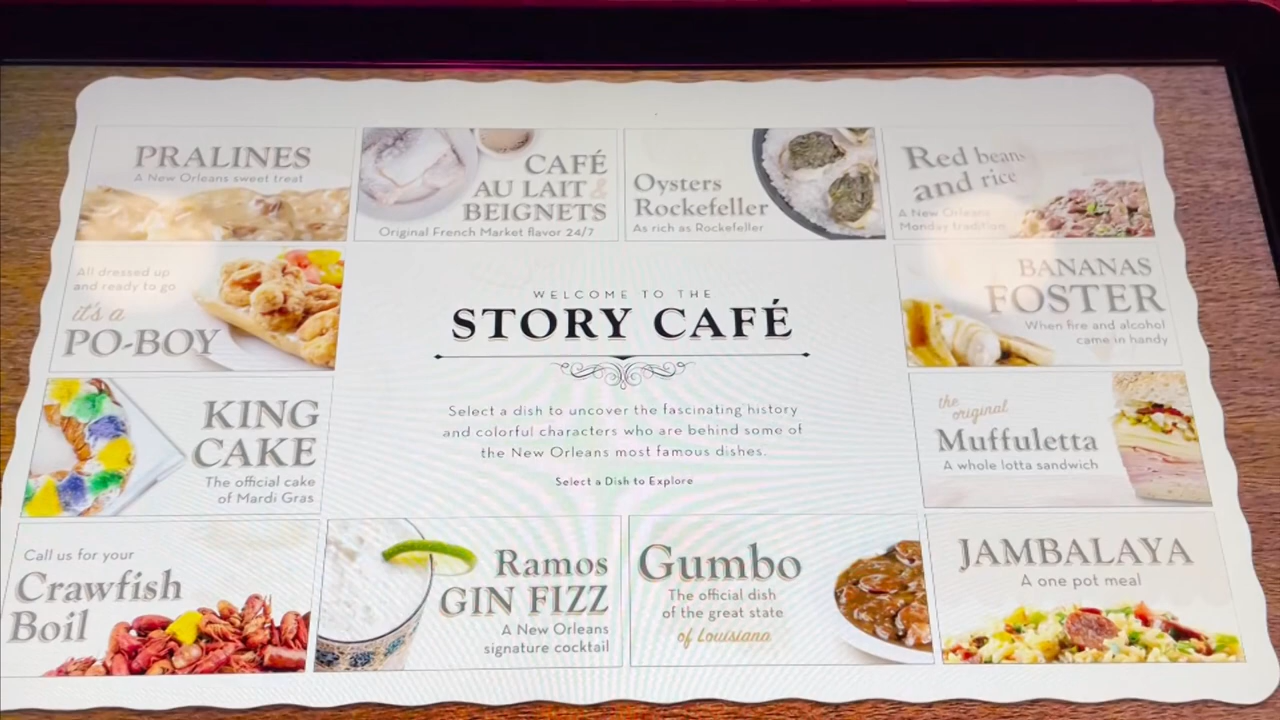 PRALINES
A New Orleans sweet treat
CAFÉ
AU LAIT &
BEIGNETS
Original French Market flavor 24/7
Oysters
Rockefeller
As rich as Rockefeller
Red beans
and rice
A New Orleans
Monday tradition
All dressed up
and ready to go
it's a
PO-BOY
WELCOME TO THE
STORY CAFÉ
Select a dish to uncover the fascinating history
and colorful characters who are behind some of
the New Orleans most famous dishes.
Select a Dish to Explore
BANANAS
FOSTER
When fire and alcohol
came in handy
KING
CAKE
The official cake
of Mardi Gras
the
original
Muffuletta
A whole lotta sandwich
Call us for your
Crawfish
Boil
Ramos
GIN FIZZ
A New Orleans
signature cocktail
Gumbo
The official dish
of the great state
of Louisiana
JAMBALAYA
A one pot meal